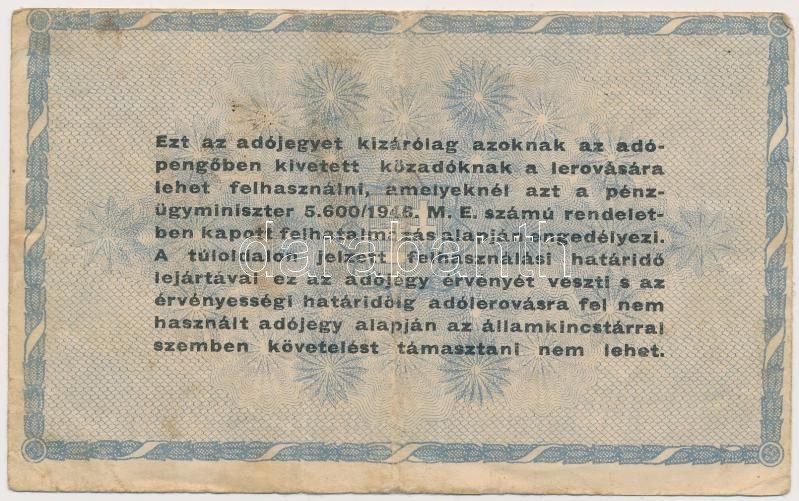 Ezt az adójegyet kizárólag azoknak az adó-
pengőben kivetett közadóknak a lerovására
lehet felhasználni, amelyeknél azt a pénz-
ügyminiszter 5.600/1946. M. E. számú rendelet-
ben kapott felhatalmazás alapján engedélyezi.
A túloldalon jelzett felhasználási határidő
lejártával ez az adójegy érvényét veszti s az
érvényességi határidőig adólerovásra fel nem
használt adójegy alapján az államkincstárral
szemben követelést támasztani nem lehet.
darabanth